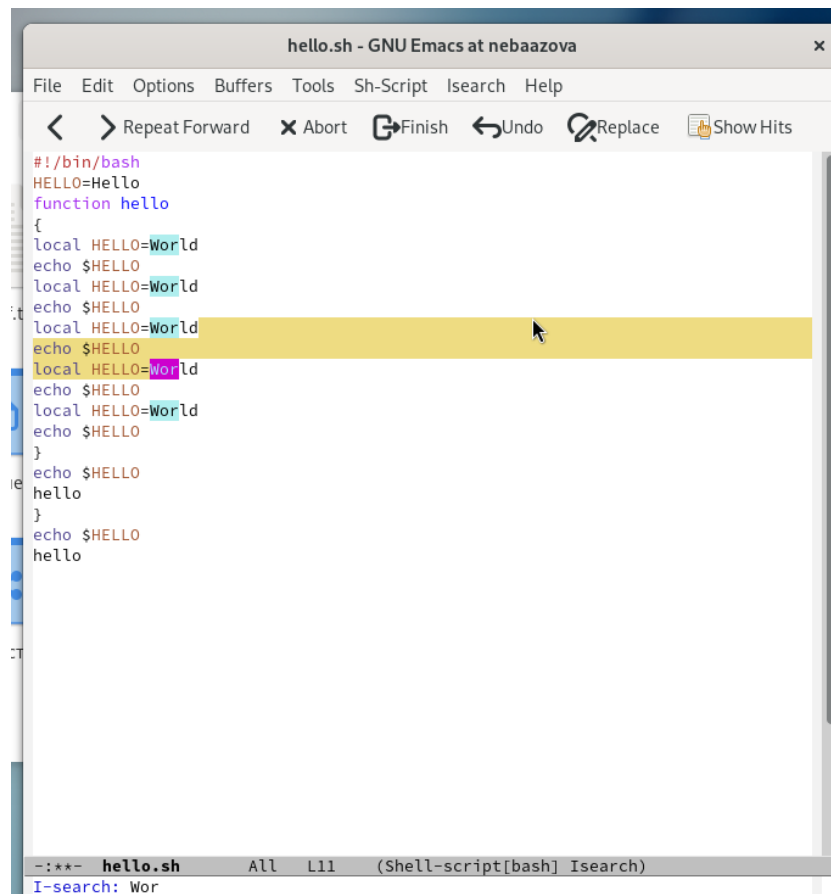 hello.sh - GNU Emacs at nebaazova ×
File Edit Options Buffers Tools Sh-Script Isearch Help
Repeat Forward Abort Finish Undo Replace Show Hits
#!/bin/bash
HELLO=Hello
function hello
{
local HELLO=World
echo $HELLO
local HELLO=World
echo $HELLO
local HELLO=World
echo $HELLO
local HELLO=World
echo $HELLO
local HELLO=World
echo $HELLO
}
echo $HELLO
hello
}
echo $HELLO
hello
-:**- hello.sh All L11 (Shell-script[bash] Isearch)
I-search: Wor